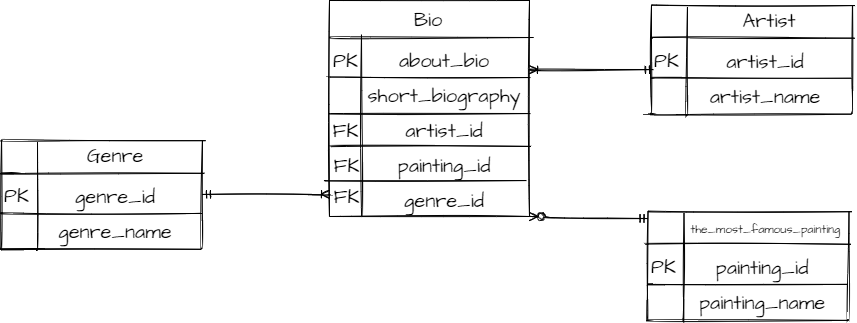 Bio
PK about_bio
short_biography
FK artist_id
FK painting_id
FK genre_id
Artist
PK artist_id
artist_name
Genre
PK genre_id
genre_name
the_most_famous_painting
PK painting_id
painting_name